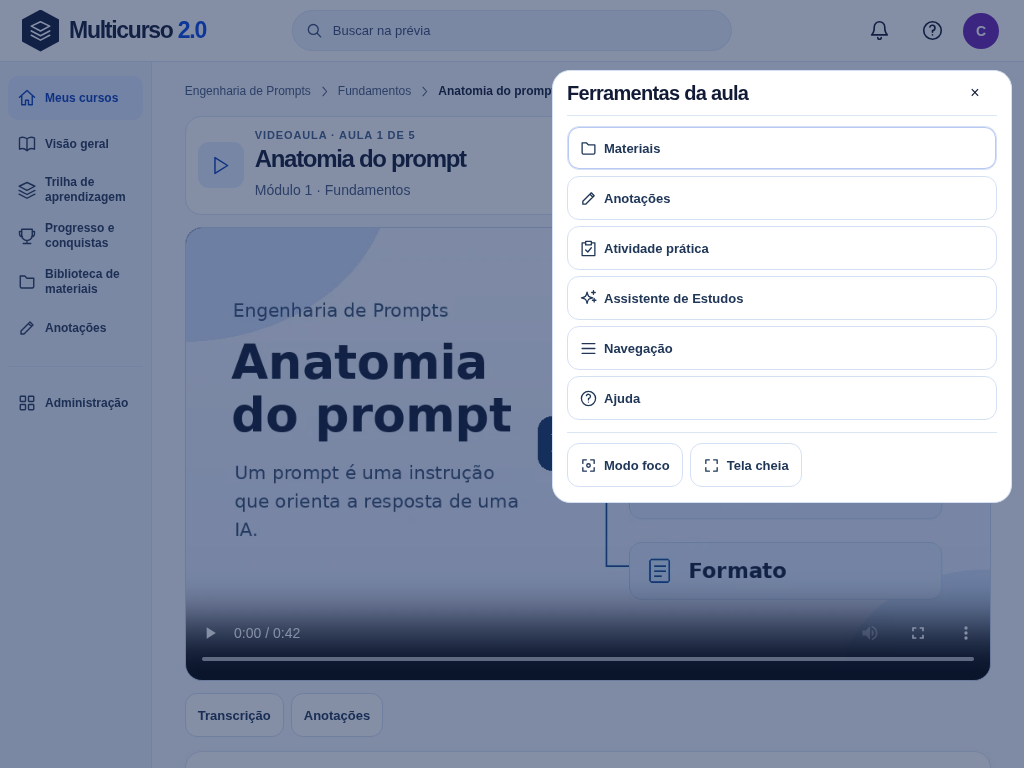 Multicurso 2.0
Buscar na prévia
C
Meus cursos
Visão geral
Trilha de
aprendizagem
Progresso e
conquistas
Biblioteca de
materiais
Anotações
Administração
Engenharia de Prompts
Fundamentos
Anatomia do promp
VIDEOAULA · AULA 1 DE 5
Anatomia do prompt
Módulo 1 · Fundamentos
Engenharia de Prompts
Anatomia
do prompt
Um prompt é uma instrução
que orienta a resposta de uma
IA.
Formato
0:00 / 0:42
Transcrição
Anotações
Ferramentas da aula
×
Materiais
Anotações
Atividade prática
Assistente de Estudos
Navegação
Ajuda
Modo foco
Tela cheia